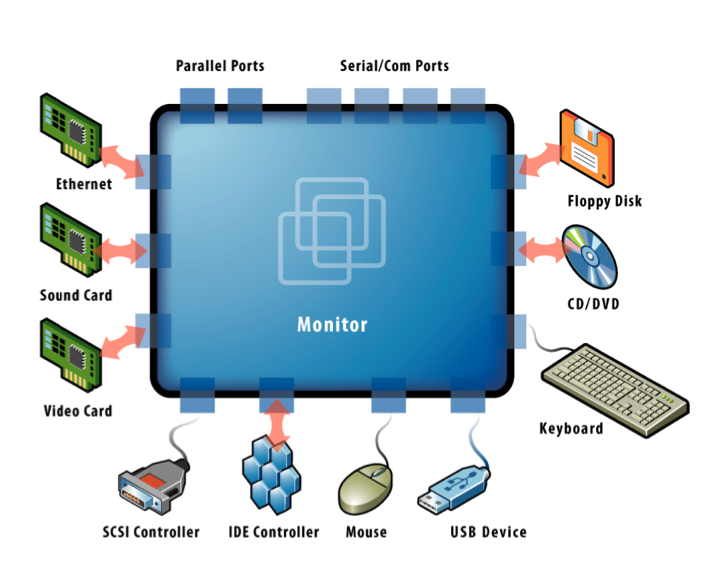 Parallel Ports
Serial/Com Ports
Ethernet
Floppy Disk
Sound Card
CD/DVD
Monitor
Video Card
Keyboard
SCSI Controller
IDE Controller
Mouse
USB Device